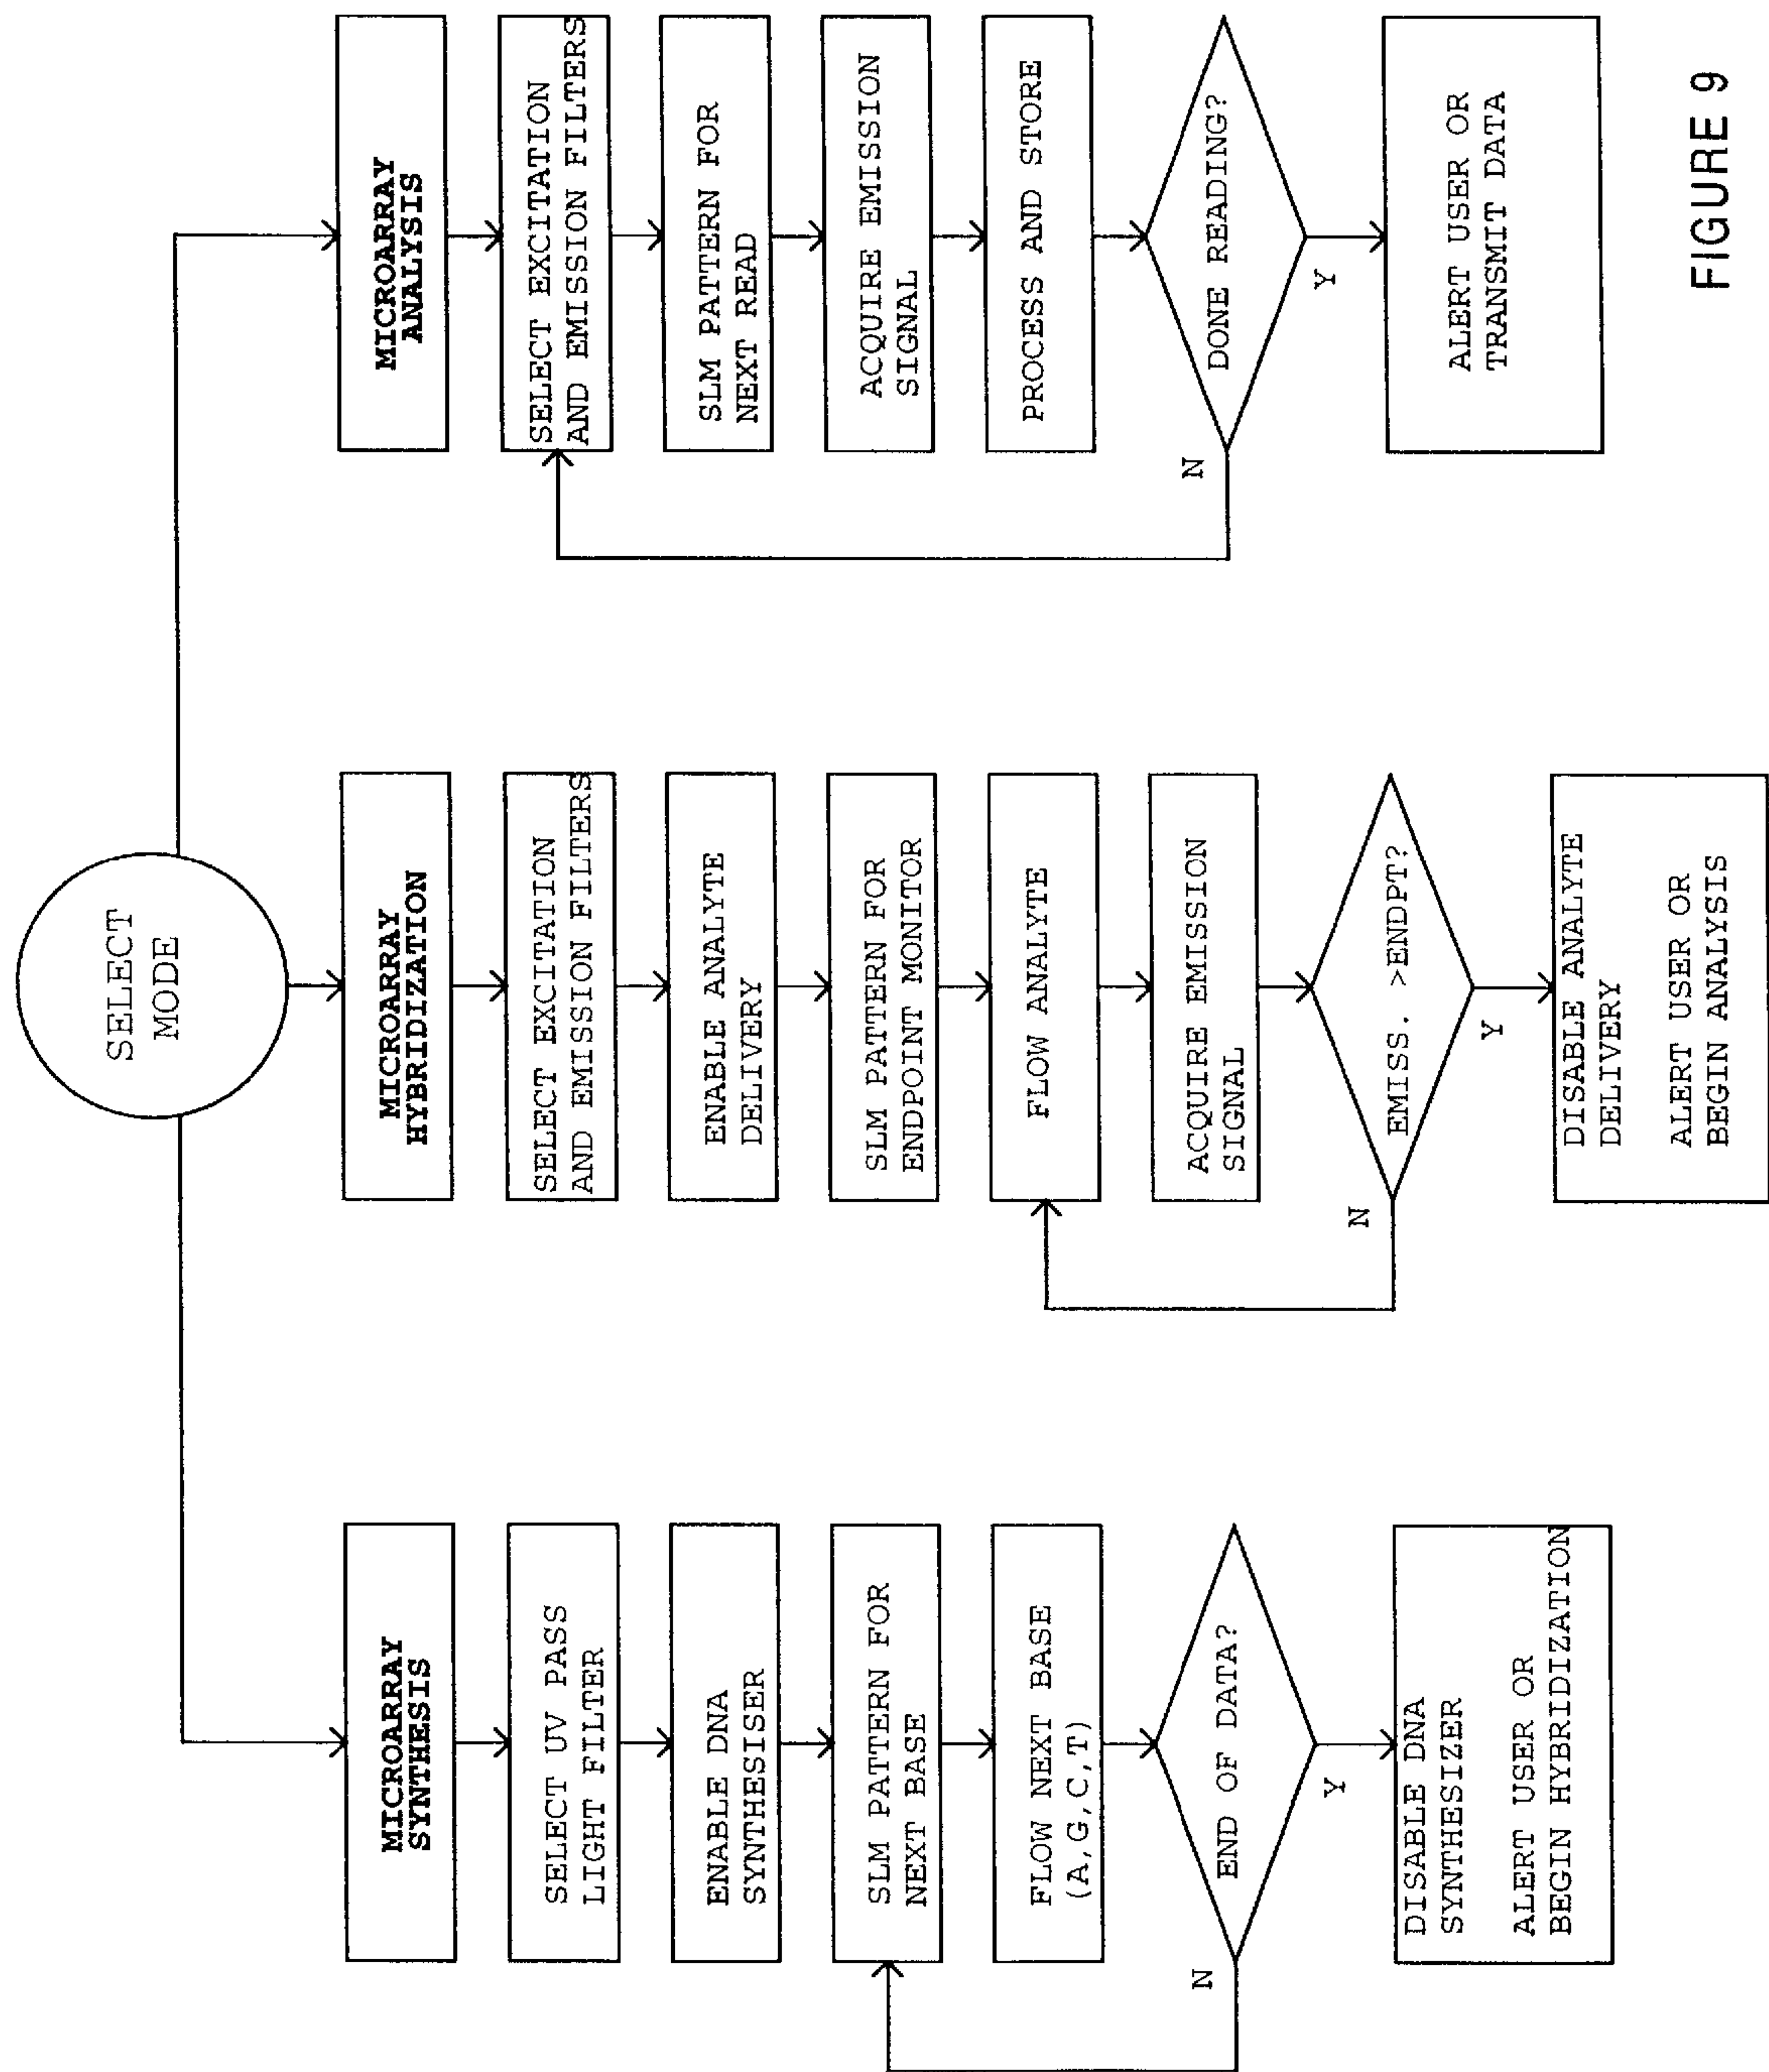 SELECT
MODE
MICROARRAY
SYNTHESIS
SELECT UV PASS
LIGHT FILTER
ENABLE DNA
SYNTHESISER
SLM PATTERN FOR
NEXT BASE
FLOW NEXT BASE
(A,G,C,T)
END OF DATA?
N
Y
DISABLE DNA
SYNTHESIZER
ALERT USER OR
BEGIN HYBRIDIZATION
MICROARRAY
HYBRIDIZATION
SELECT EXCITATION
AND EMISSION FILTERS
ENABLE ANALYTE
DELIVERY
SLM PATTERN FOR
ENDPOINT MONITOR
FLOW ANALYTE
ACQUIRE EMISSION
SIGNAL
EMISS. >ENDPT?
N
Y
DISABLE ANALYTE
DELIVERY
ALERT USER OR
BEGIN ANALYSIS
MICROARRAY
ANALYSIS
SELECT EXCITATION
AND EMISSION FILTERS
SLM PATTERN FOR
NEXT READ
ACQUIRE EMISSION
SIGNAL
PROCESS AND STORE
DONE READING?
N
Y
ALERT USER OR
TRANSMIT DATA
FIGURE 9